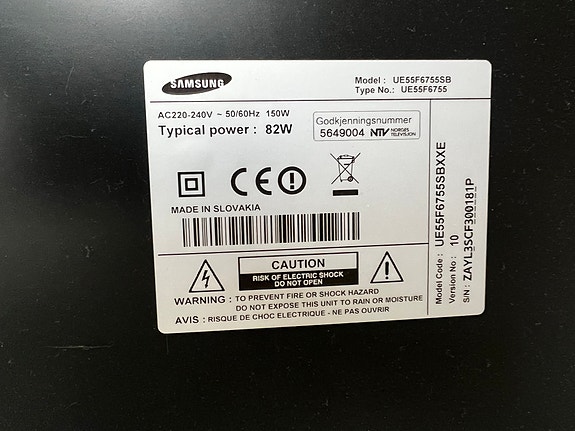 SAMSUNG
Model : UE55F6755SB
Type No.: UE55F6755
AC220-240V ~ 50/60Hz 150W
Typical power : 82W
Godkjenningsnummer
5649004 NTV NORGES TELEVISJON
CE
MADE IN SLOVAKIA
CAUTION
RISK OF ELECTRIC SHOCK
DO NOT OPEN
WARNING : TO PREVENT FIRE OR SHOCK HAZARD
DO NOT EXPOSE THIS UNIT TO RAIN OR MOISTURE
AVIS : RISQUE DE CHOC ELECTRIQUE - NE PAS OUVRIR
Model Code : UE55F6755SBXXE
Version No : 10
S/N : ZAYL3SCF300181P